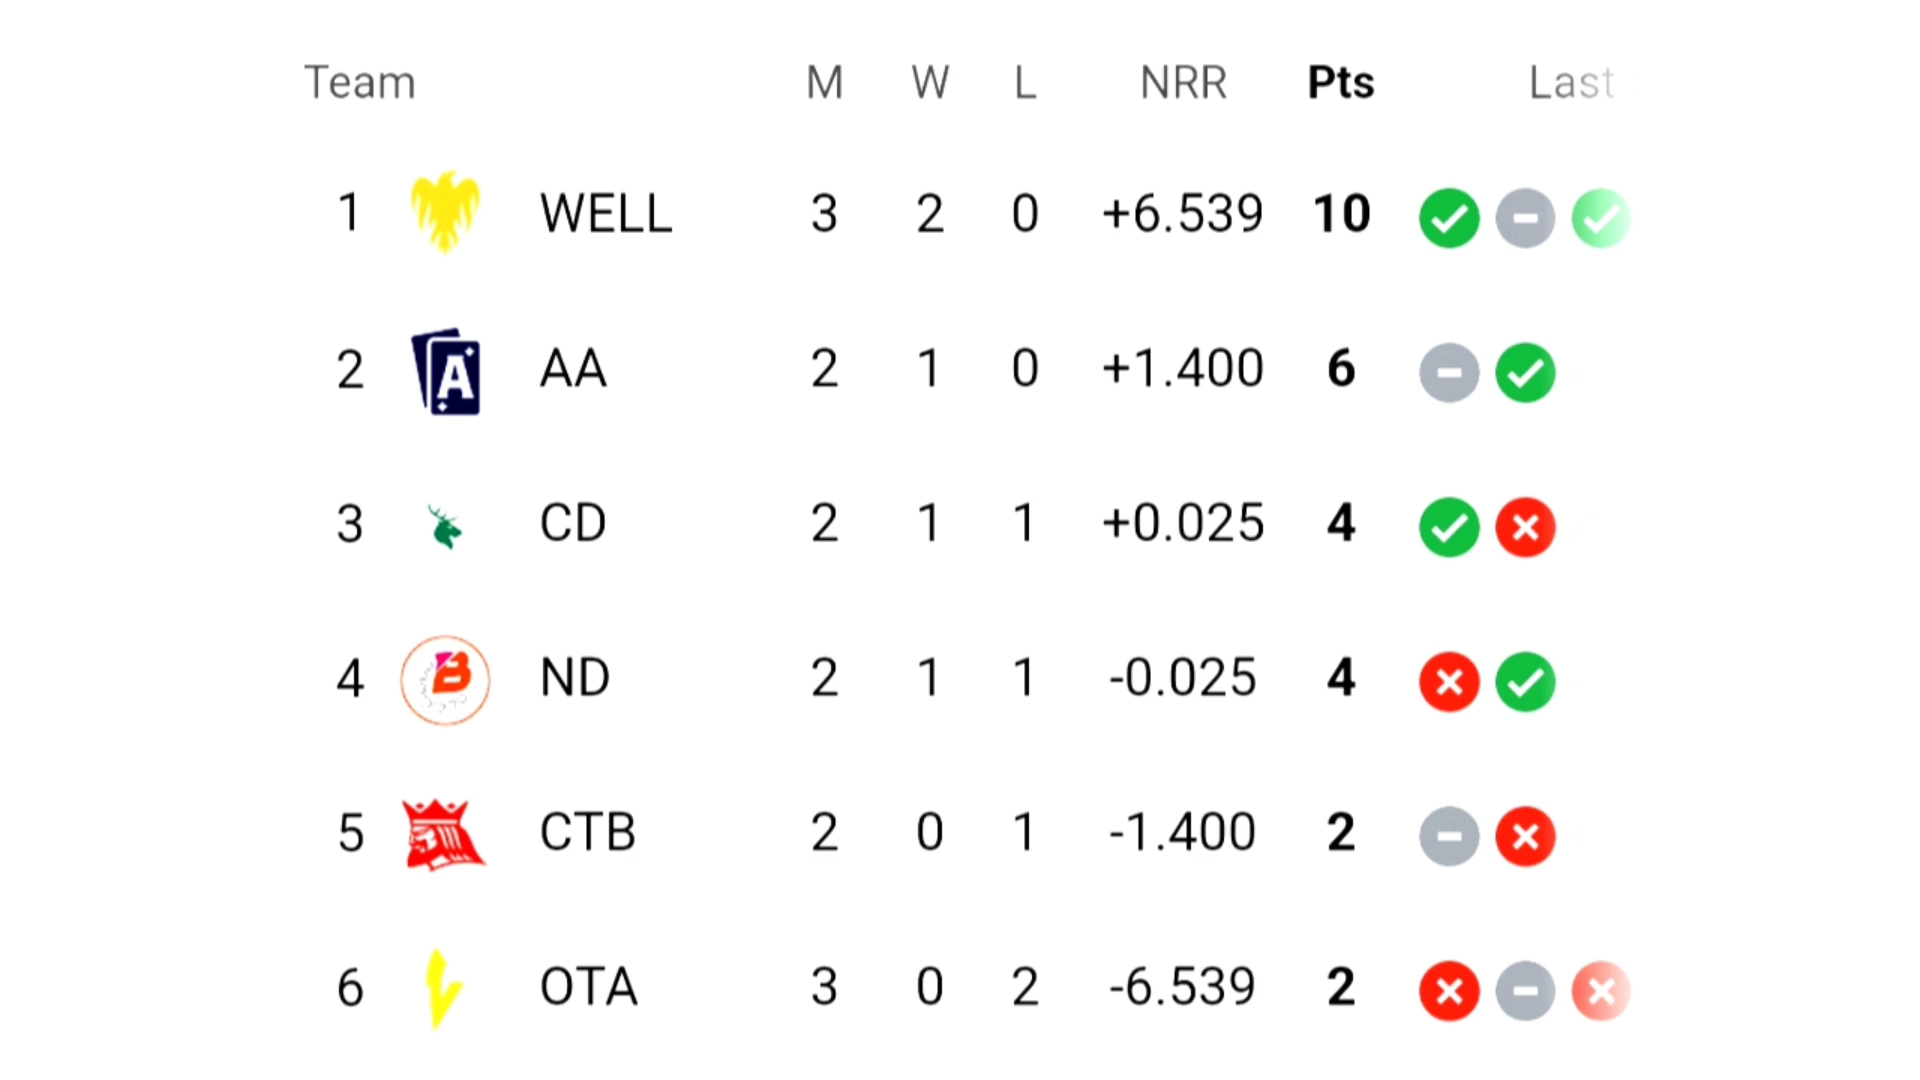 Team M W L NRR Pts Last
1 WELL 3 2 0 +6.539 10
2 A AA 2 1 0 +1.400 6
3 CD 2 1 1 +0.025 4
4 B ND 2 1 1 -0.025 4
5 CTB 2 0 1 -1.400 2
6 OTA 3 0 2 -6.539 2